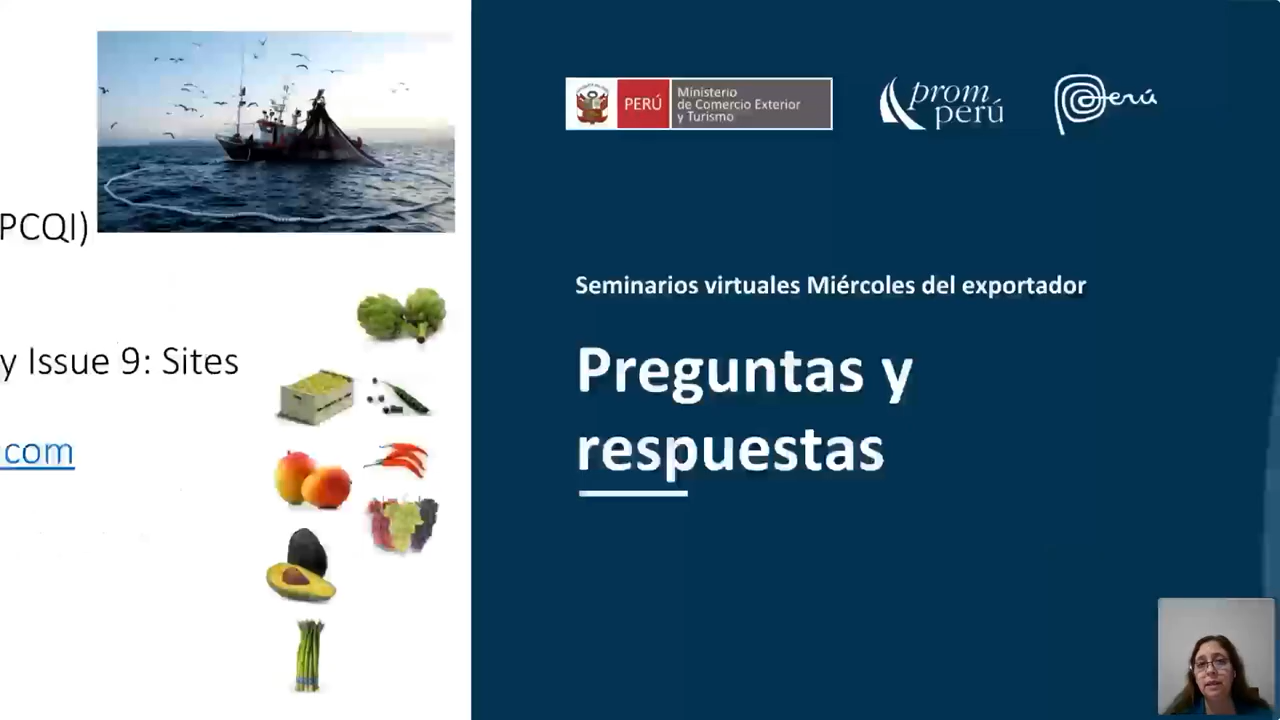 PCQI)
y Issue 9: Sites
com
PERÚ
Ministerio
de Comercio Exterior
y Turismo
prom
perú
Perú
Seminarios virtuales Miércoles del exportador
Preguntas y
respuestas